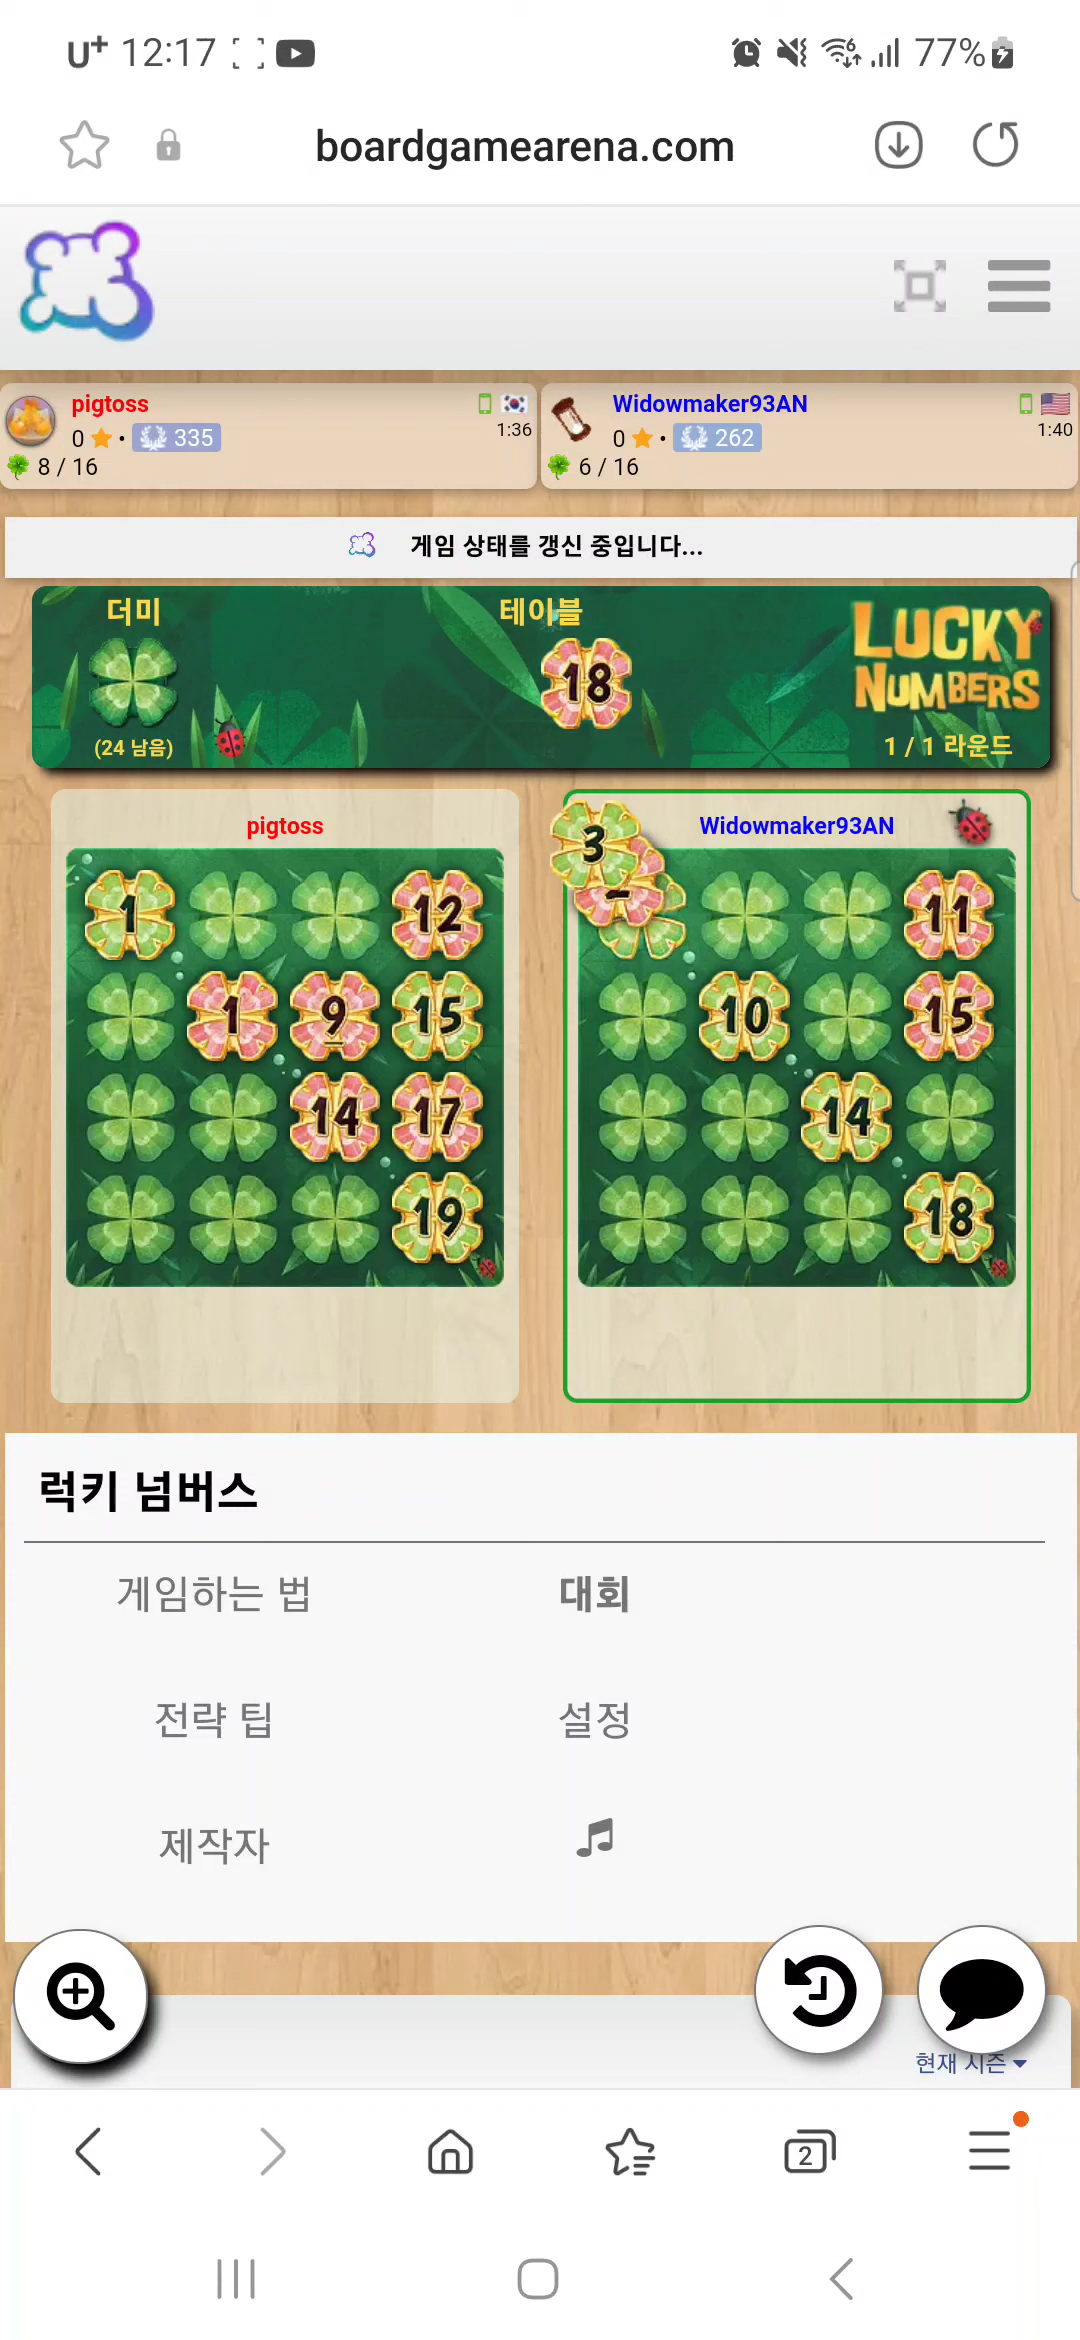 U+ 12:17 77%
boardgamearena.com
pigtoss
0 • 335
1:36
8 / 16
Widowmaker93AN
0 • 262
1:40
6 / 16
게임 상태를 갱신 중입니다...
더미
(24 남음)
테이블
18
LUCKY
NUMBERS
1 / 1 라운드
pigtoss
1 12
1 9 15
14 17
19
Widowmaker93AN
3
11
10 15
14
18
럭키 넘버스
게임하는 법
대회
전략 팁
설정
제작자
현재 시즌
2